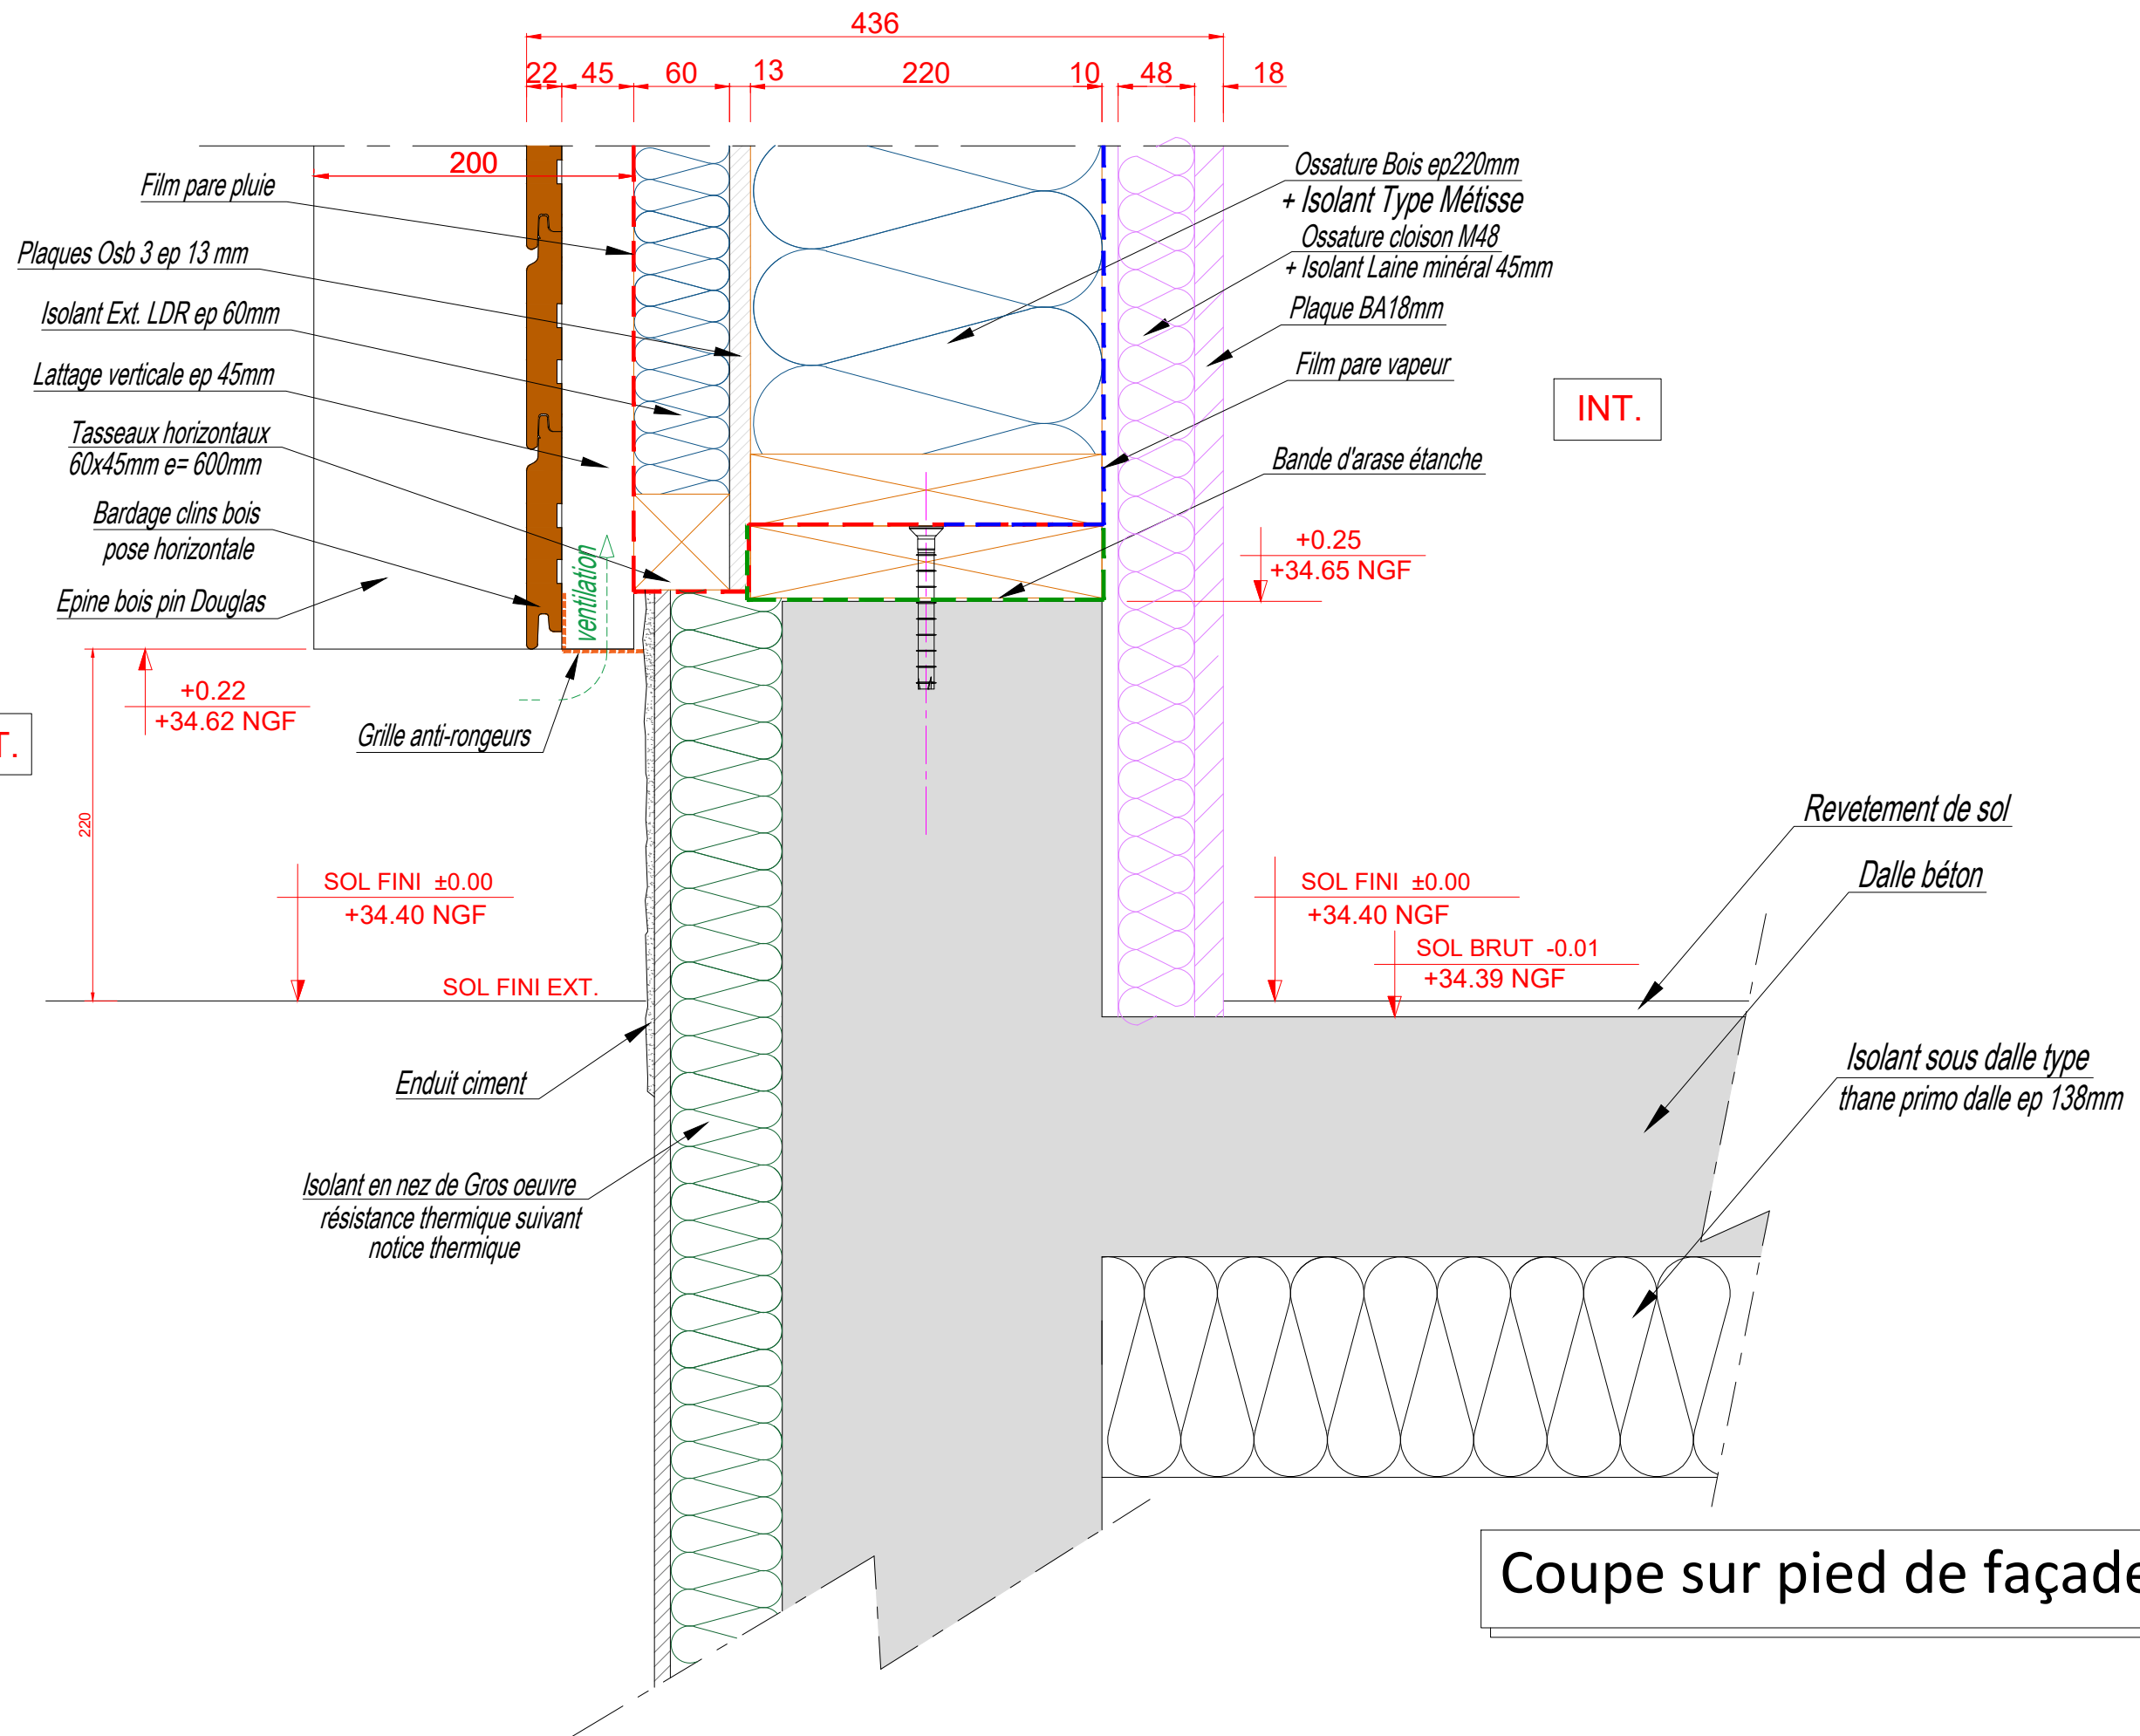 436
22 45 60 13 220 10 48 18
200
Film pare pluie
Plaques Osb 3 ep 13 mm
Isolant Ext. LDR ep 60mm
Lattage verticale ep 45mm
Tasseaux horizontaux
60x45mm e= 600mm
Bardage clins bois
pose horizontale
Epine bois pin Douglas
ventilation
Ossature Bois ep220mm
+ Isolant Type Métisse
Ossature cloison M48
+ Isolant Laine minéral 45mm
Plaque BA18mm
Film pare vapeur
INT.
Bande d'arase étanche
+0.25
+34.65 NGF
+0.22
+34.62 NGF
T.
Grille anti-rongeurs
220
SOL FINI ±0.00
+34.40 NGF
SOL FINI EXT.
SOL FINI ±0.00
+34.40 NGF
SOL BRUT -0.01
+34.39 NGF
Revetement de sol
Dalle béton
Isolant sous dalle type
thane primo dalle ep 138mm
Enduit ciment
Isolant en nez de Gros oeuvre
résistance thermique suivant
notice thermique
Coupe sur pied de façade